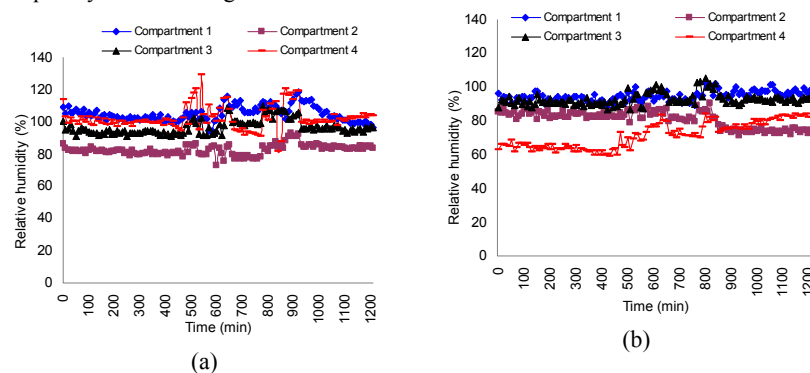 Compartment 1 Compartment 2
Compartment 3 Compartment 4
Relative humidity (%)
140
120
100
80
60
40
20
0
0 100 200 300 400 500 600 700 800 900 1000 1100 1200
Time (min)
(a)
Compartment 1 Compartment 2
Compartment 3 Compartment 4
Relative humidity (%)
140
120
100
80
60
40
20
0
0 100 200 300 400 500 600 700 800 900 1000 1100 1200
Time (min)
(b)